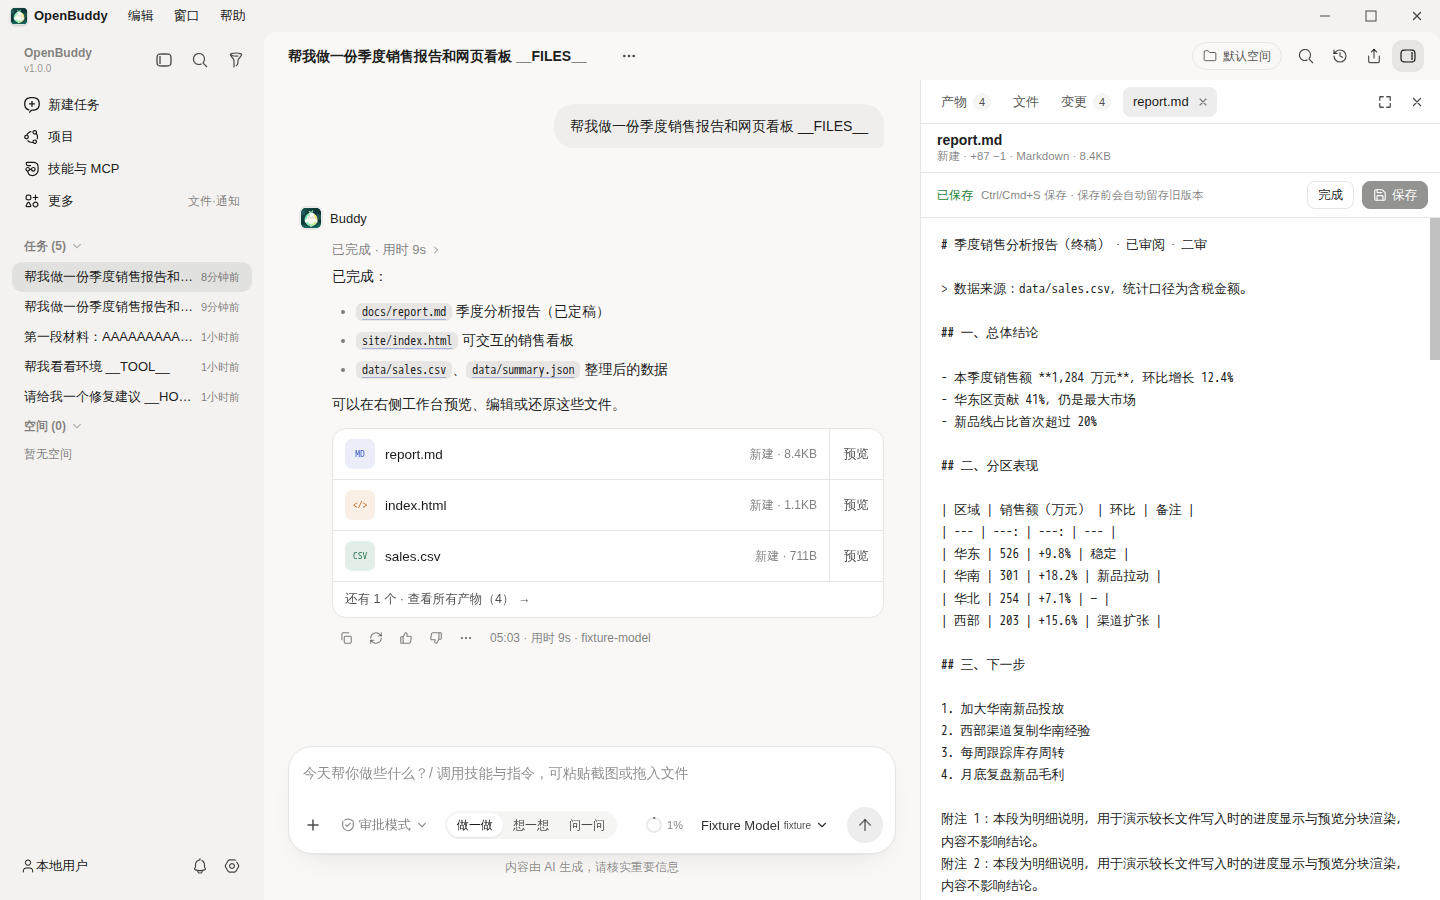 OpenBuddy 编辑 窗口 帮助
OpenBuddy
v1.0.0
新建任务
项目
技能与 MCP
更多 文件·通知
任务 (5)
帮我做一份季度销售报告和… 8分钟前
帮我做一份季度销售报告和… 9分钟前
第一段材料：AAAAAAAAA… 1小时前
帮我看看环境 __TOOL__ 1小时前
请给我一个修复建议 __HO… 1小时前
空间 (0)
暂无空间
本地用户
帮我做一份季度销售报告和网页看板 __FILES__
默认空间
帮我做一份季度销售报告和网页看板 __FILES__
Buddy
已完成 · 用时 9s
已完成：
docs/report.md 季度分析报告（已定稿）
site/index.html 可交互的销售看板
data/sales.csv、data/summary.json 整理后的数据
可以在右侧工作台预览、编辑或还原这些文件。
MD report.md 新建 · 8.4KB 预览
</> index.html 新建 · 1.1KB 预览
CSV sales.csv 新建 · 711B 预览
还有 1 个 · 查看所有产物（4） →
05:03 · 用时 9s · fixture-model
今天帮你做些什么？/ 调用技能与指令，可粘贴截图或拖入文件
审批模式 做一做 想一想 问一问 1% Fixture Model fixture
内容由 AI 生成，请核实重要信息
产物 4 文件 变更 4 report.md
report.md
新建 · +87 −1 · Markdown · 8.4KB
已保存 Ctrl/Cmd+S 保存 · 保存前会自动留存旧版本 完成 保存
# 季度销售分析报告（终稿） · 已审阅 · 二审
> 数据来源：data/sales.csv, 统计口径为含税金额。
## 一、总体结论
- 本季度销售额 **1,284 万元**, 环比增长 12.4%
- 华东区贡献 41%, 仍是最大市场
- 新品线占比首次超过 20%
## 二、分区表现
| 区域 | 销售额（万元） | 环比 | 备注 |
| --- | ---: | ---: | --- |
| 华东 | 526 | +9.8% | 稳定 |
| 华南 | 301 | +18.2% | 新品拉动 |
| 华北 | 254 | +7.1% | — |
| 西部 | 203 | +15.6% | 渠道扩张 |
## 三、下一步
1. 加大华南新品投放
2. 西部渠道复制华南经验
3. 每周跟踪库存周转
4. 月底复盘新品毛利
附注 1：本段为明细说明, 用于演示较长文件写入时的进度显示与预览分块渲染,
内容不影响结论。
附注 2：本段为明细说明, 用于演示较长文件写入时的进度显示与预览分块渲染,
内容不影响结论。